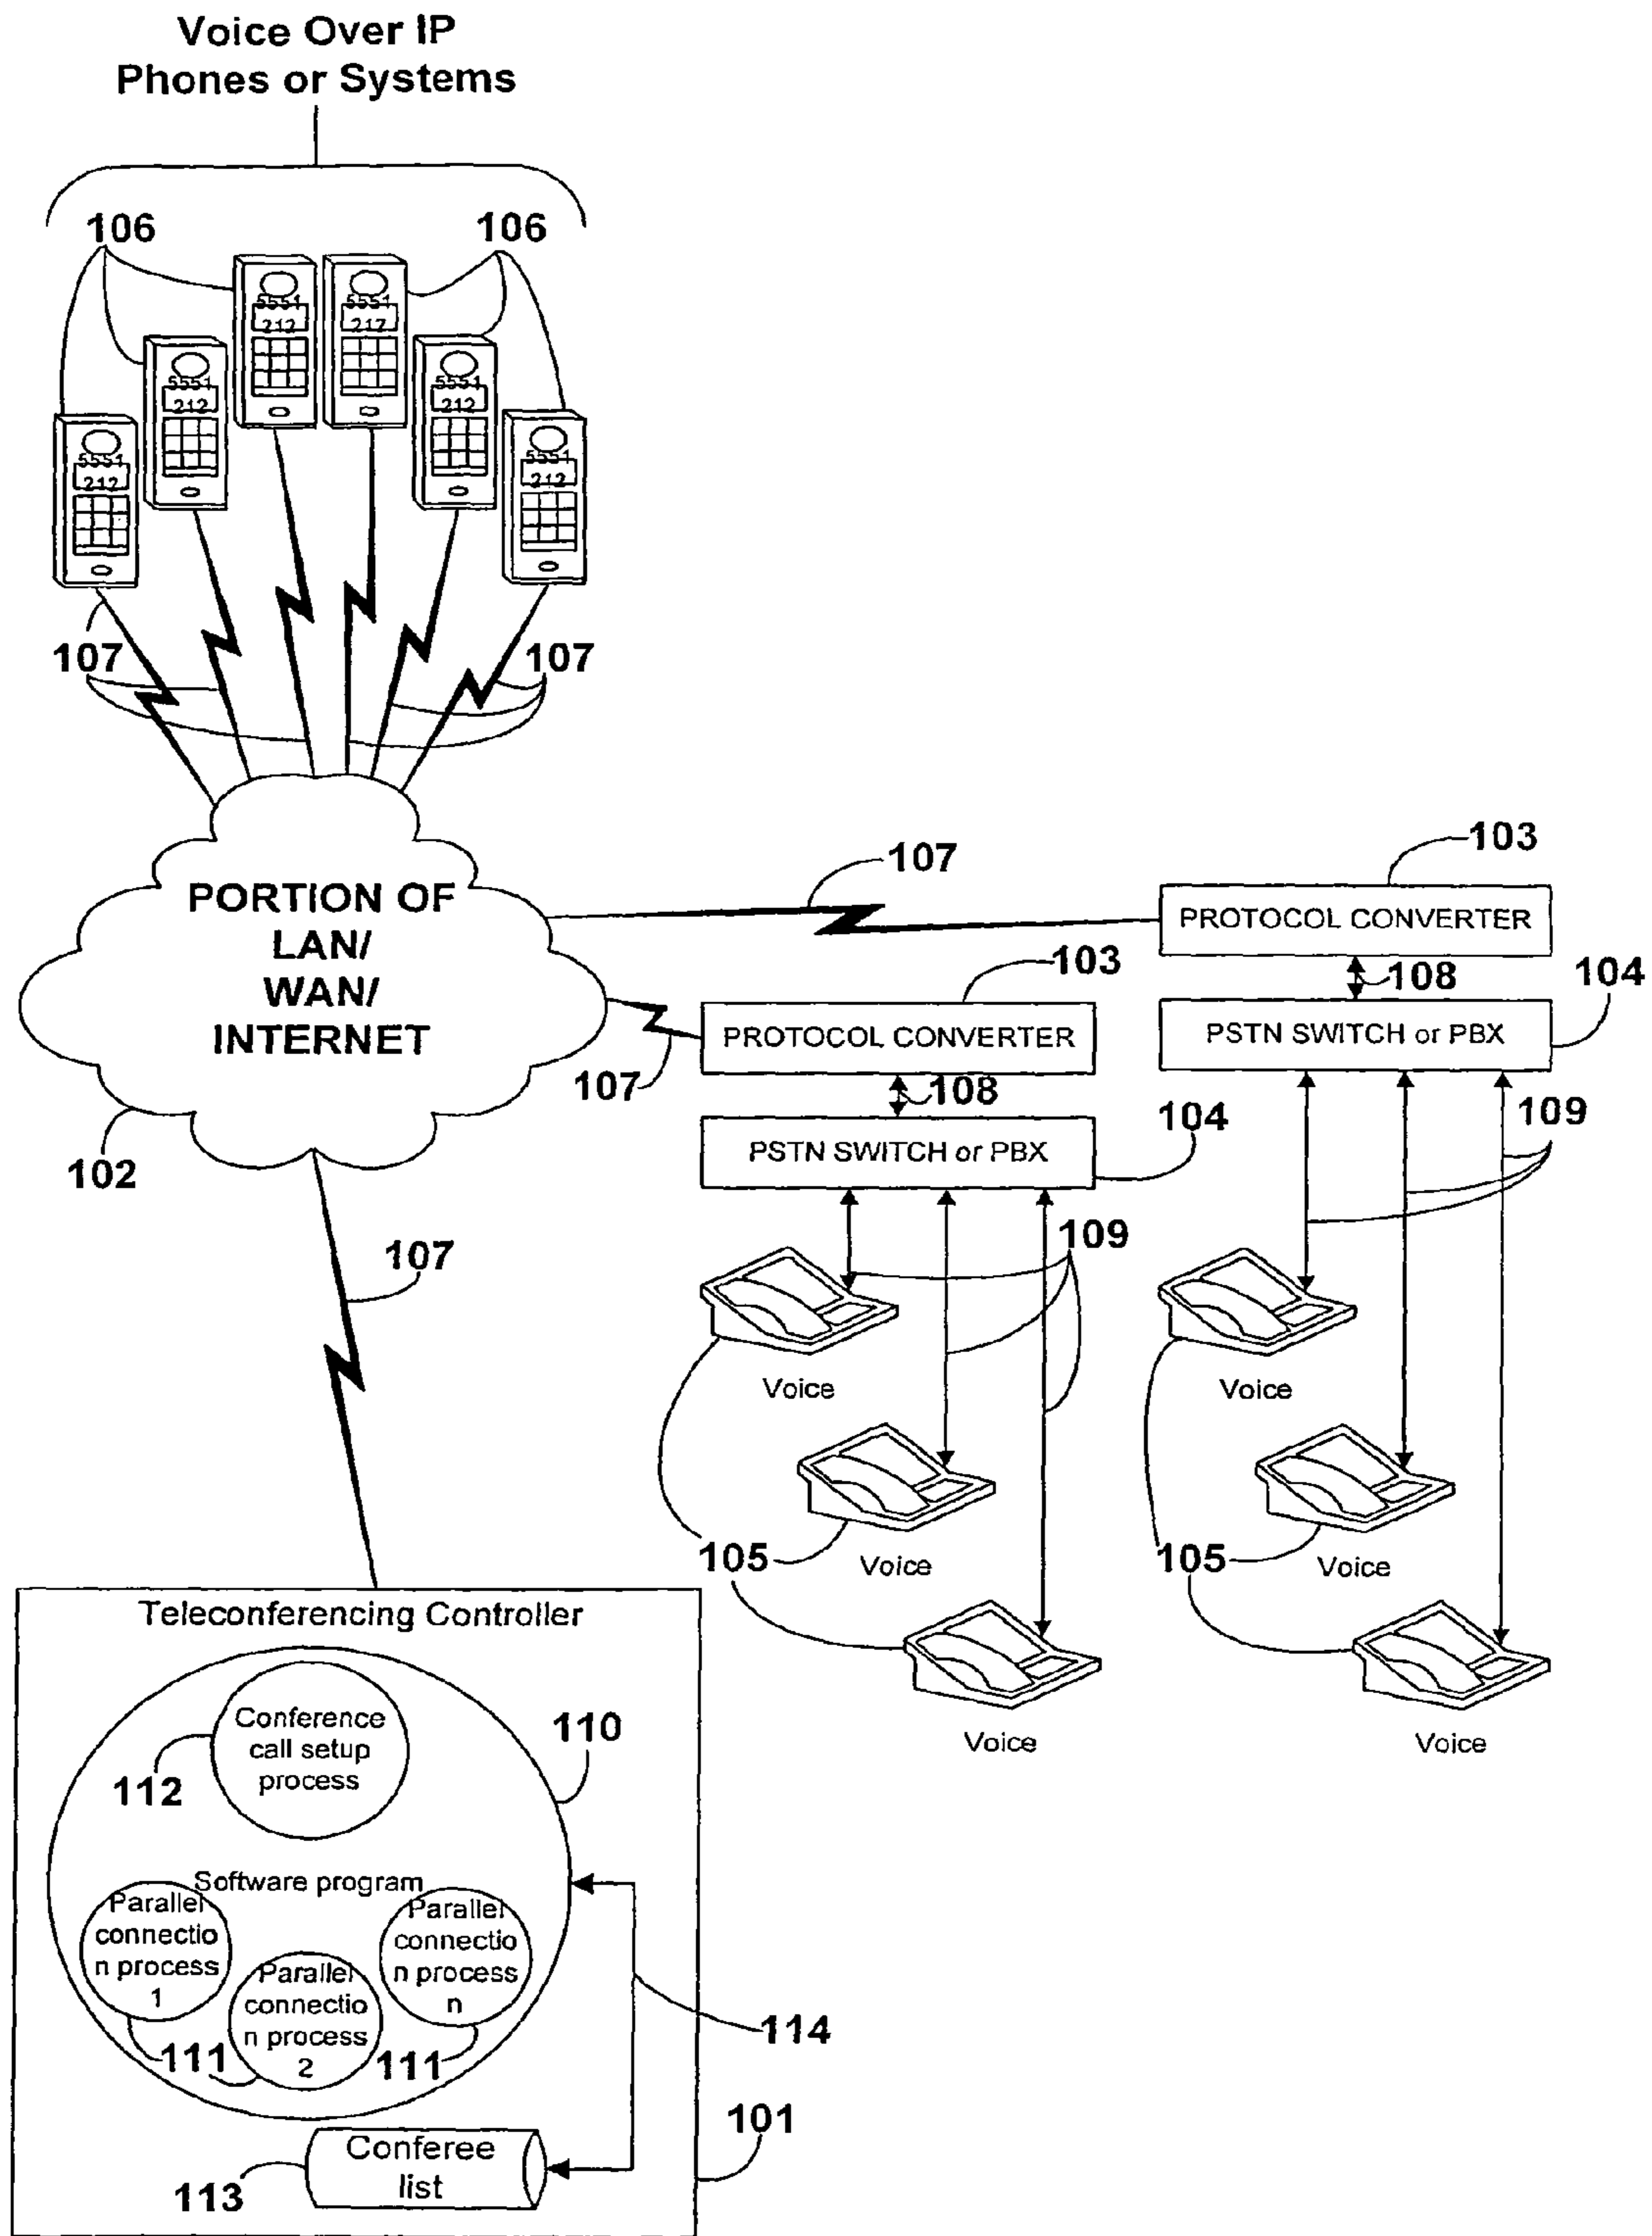 Voice Over IP
Phones or Systems
106
106
5551
212
5551
217
5551
212
5551
212
5551
212
5551
212
107
107
PORTION OF
LAN/
WAN/
INTERNET
102
107
103
PROTOCOL CONVERTER
108
104
PSTN SWITCH or PBX
109
103
PROTOCOL CONVERTER
107
108
104
PSTN SWITCH or PBX
109
107
Voice
Voice
105
Voice
Voice
Voice
105
Voice
Teleconferencing Controller
Conference
call setup
process
112
110
Software program
Parallel
connectio
n process
1
Parallel
connectio
n process
2
Parallel
connectio
n process
n
111
111
114
101
Conferee
list
113